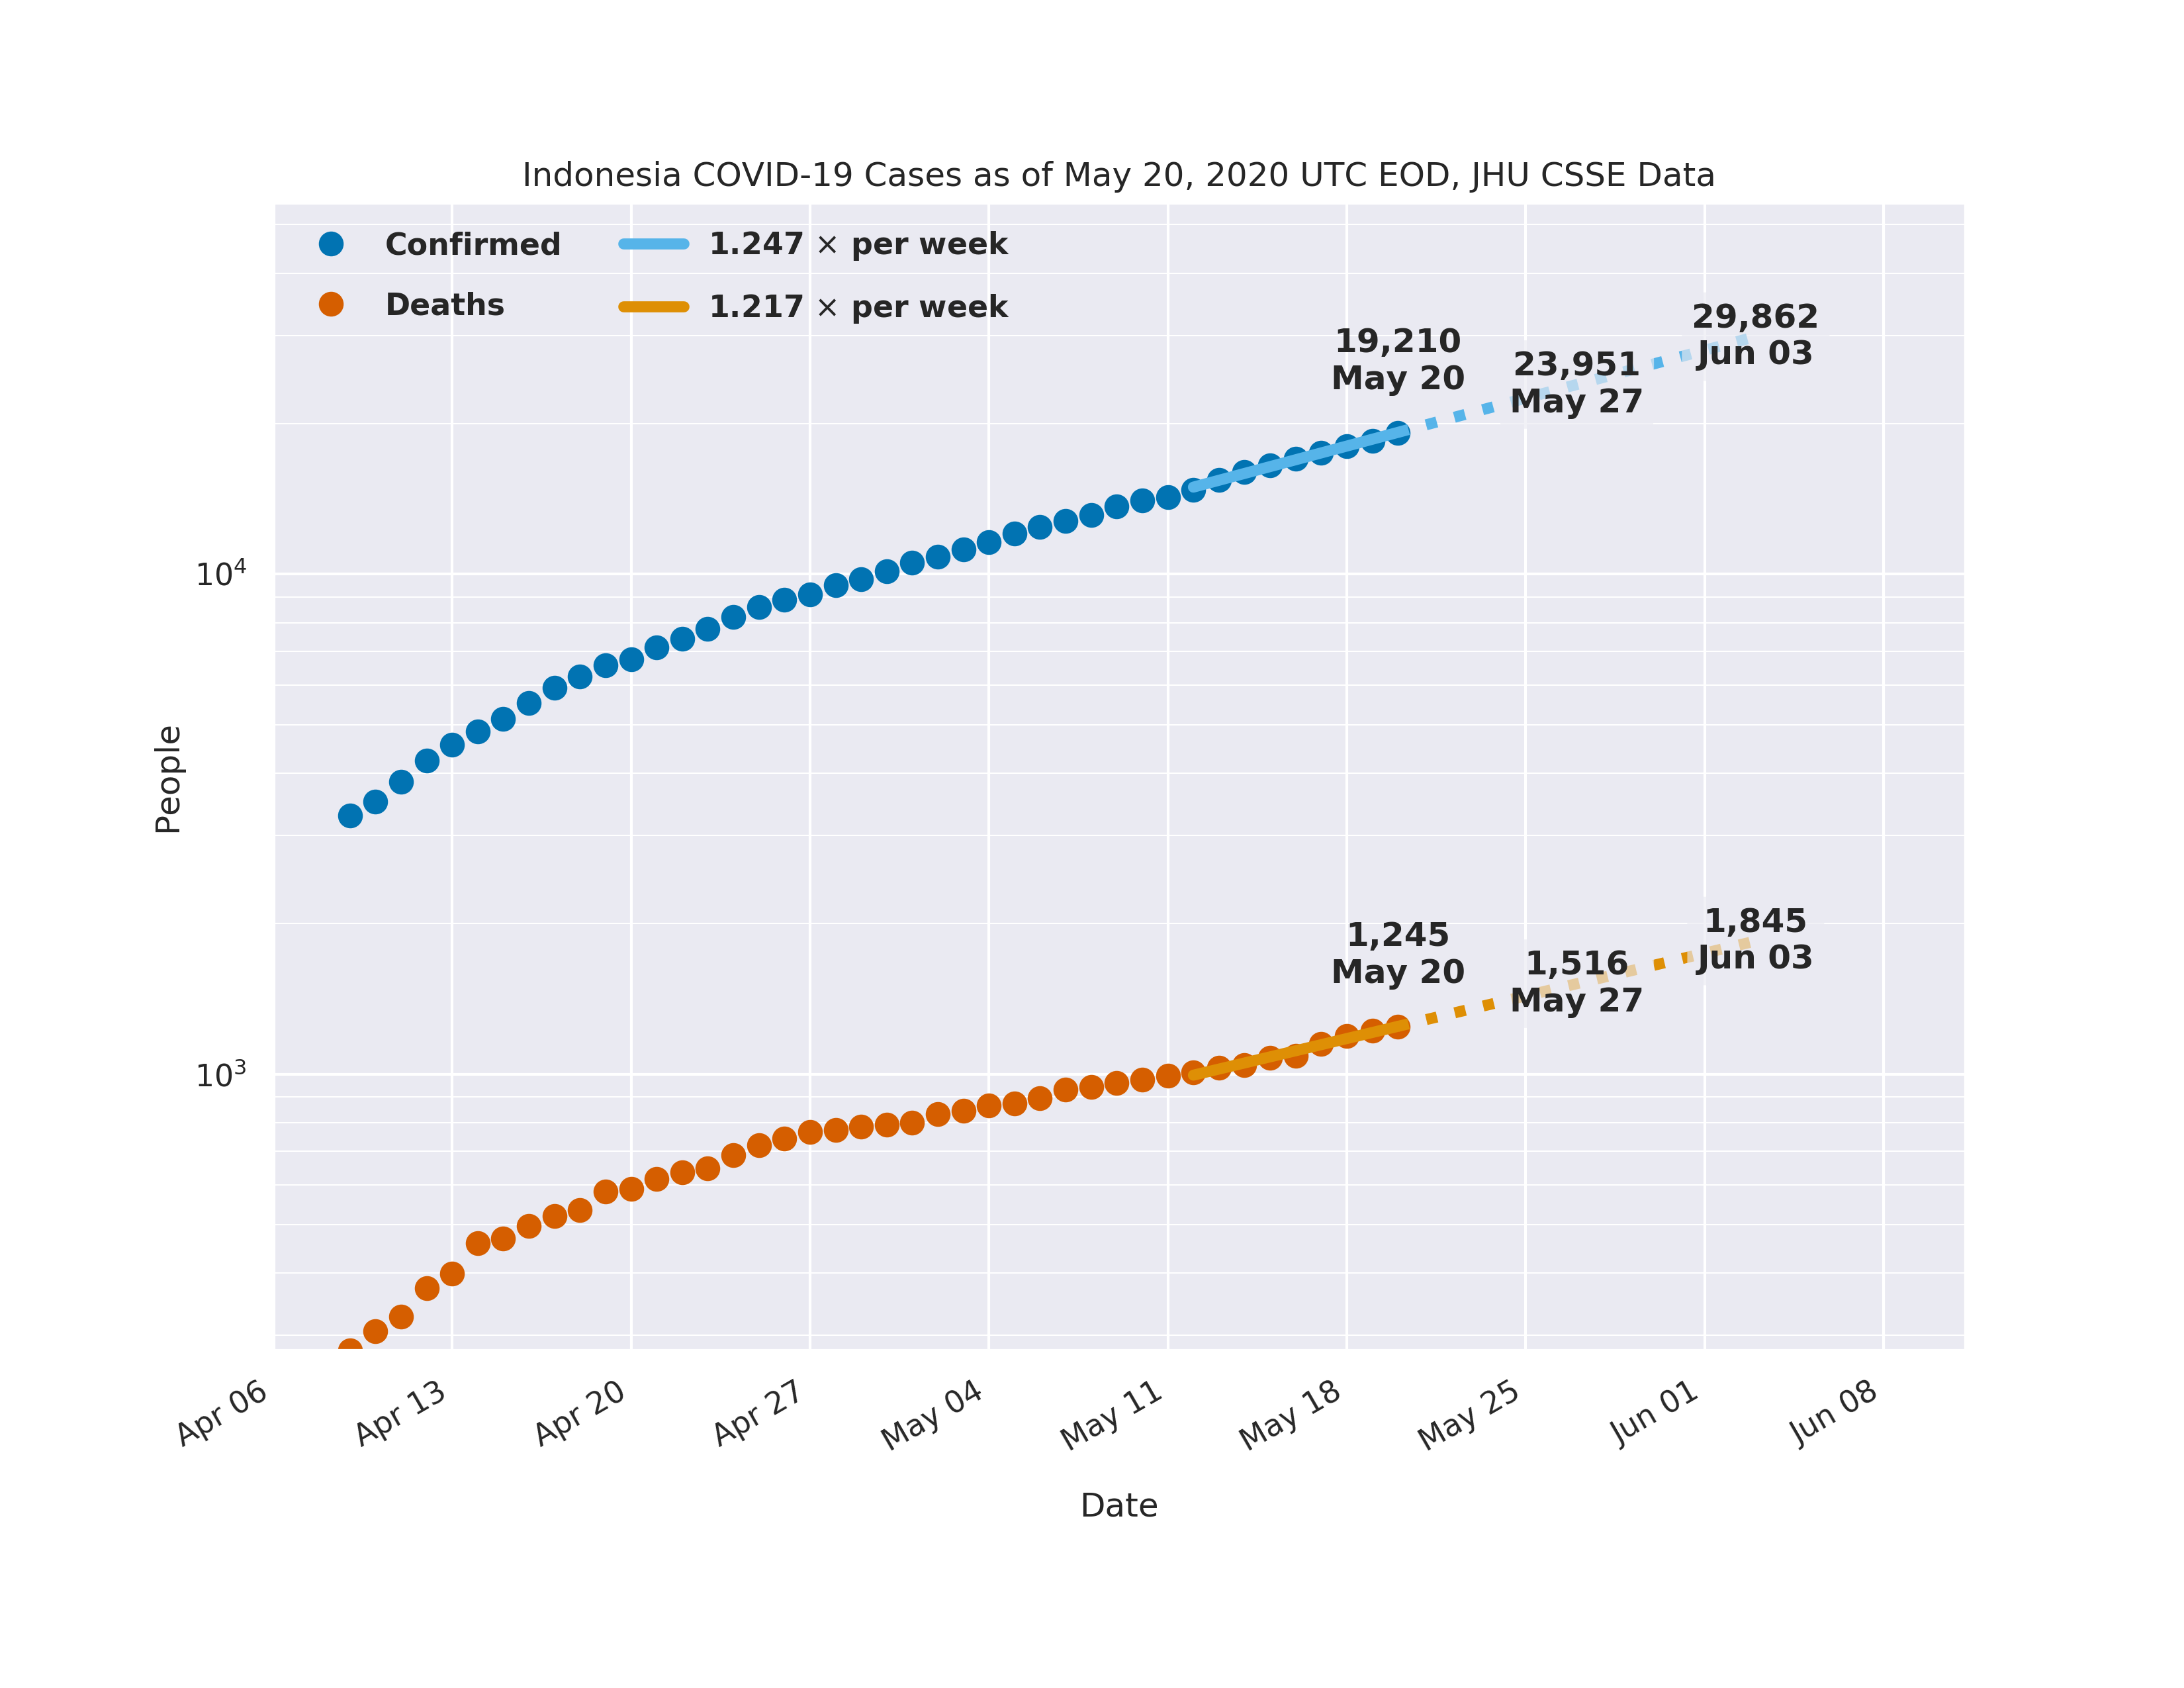 Indonesia COVID-19 Cases as of May 20, 2020 UTC EOD, JHU CSSE Data
Confirmed
Deaths
1.247 × per week
1.217 × per week
19,210
May 20
23,951
May 27
29,862
Jun 03
1,245
May 20
1,516
May 27
1,845
Jun 03
People
10⁴
10³
Apr 06
Apr 13
Apr 20
Apr 27
May 04
May 11
May 18
May 25
Jun 01
Jun 08
Date